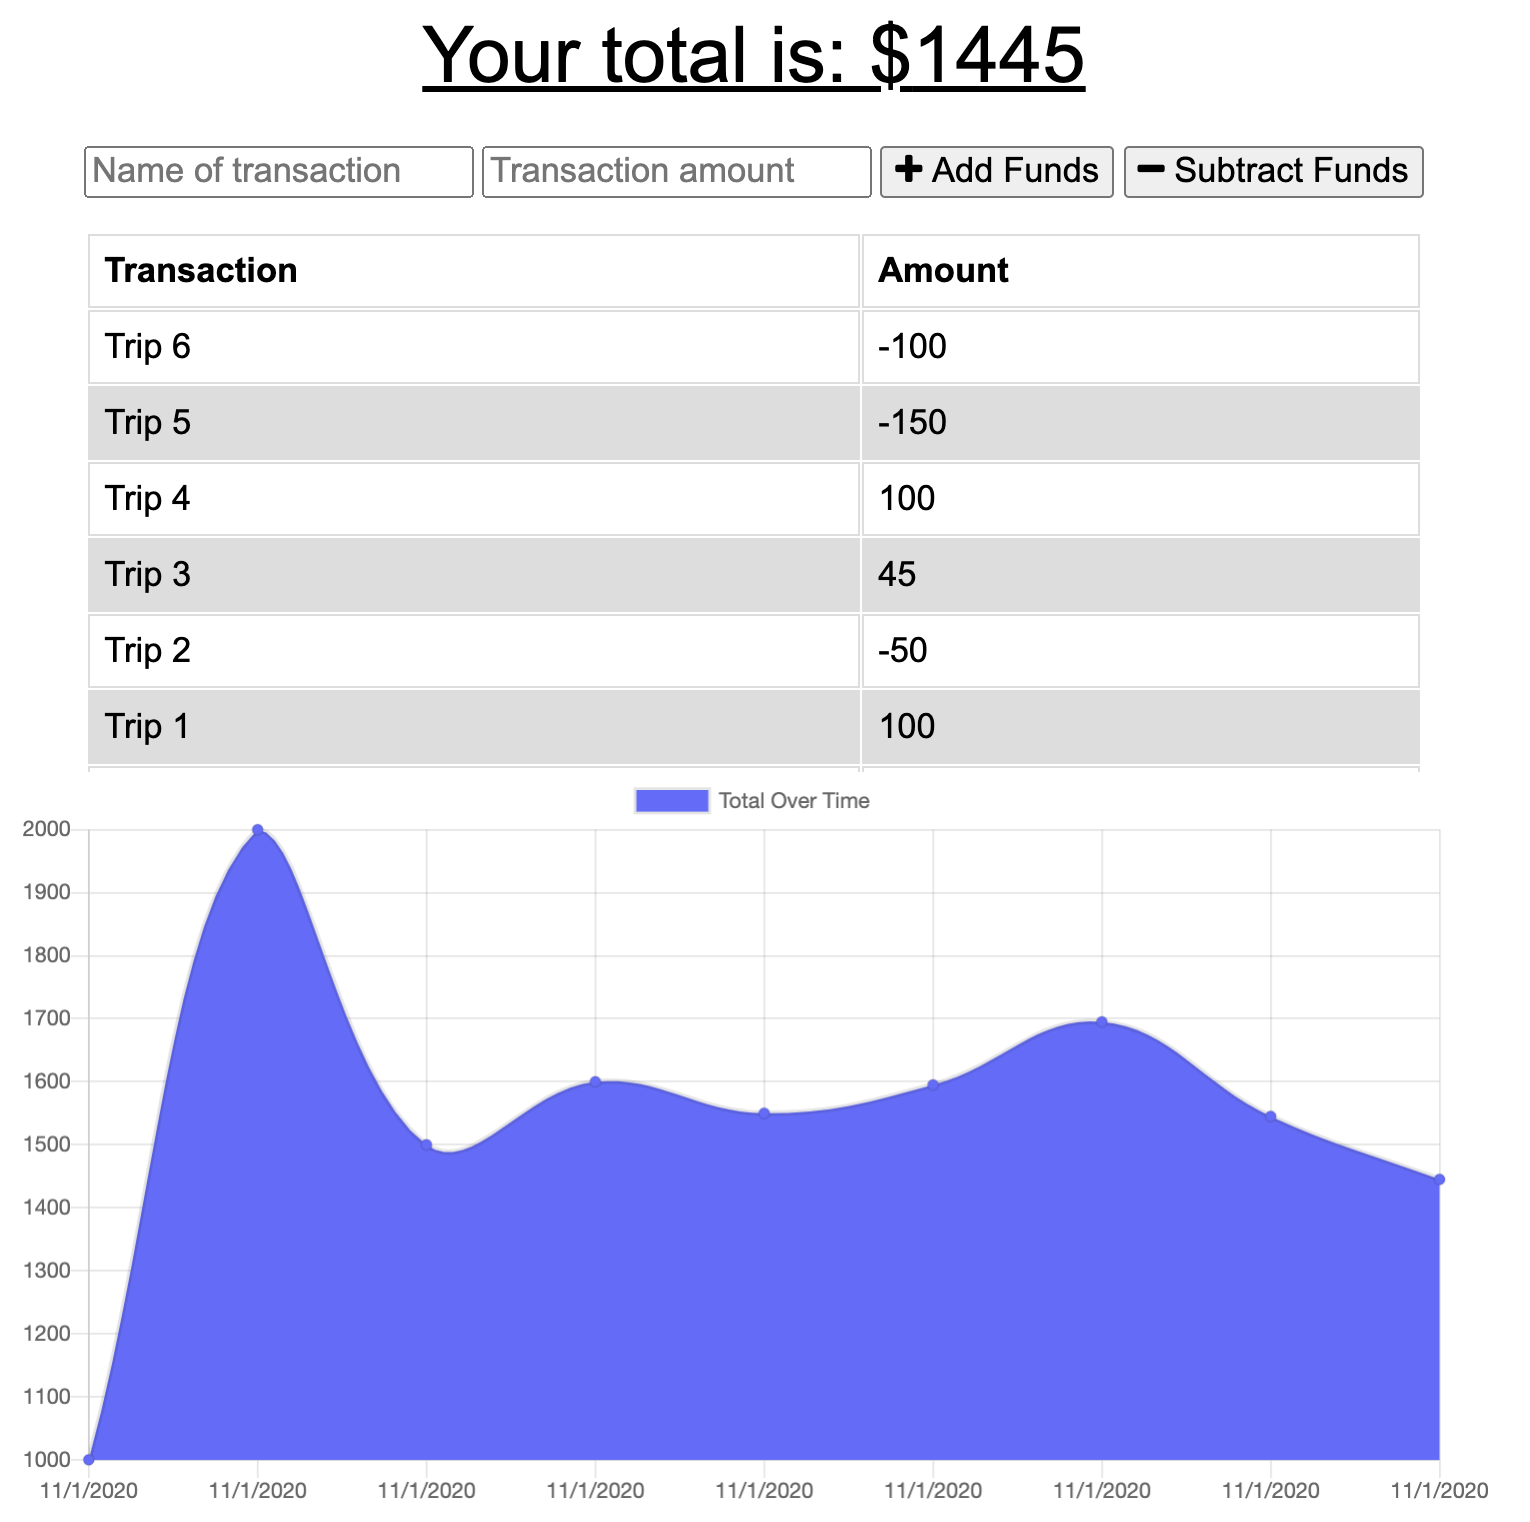 Your total is: $1445
Name of transaction Transaction amount + Add Funds − Subtract Funds
Transaction Amount
Trip 6 -100
Trip 5 -150
Trip 4 100
Trip 3 45
Trip 2 -50
Trip 1 100
Total Over Time
2000
1900
1800
1700
1600
1500
1400
1300
1200
1100
1000
11/1/2020 11/1/2020 11/1/2020 11/1/2020 11/1/2020 11/1/2020 11/1/2020 11/1/2020 11/1/2020